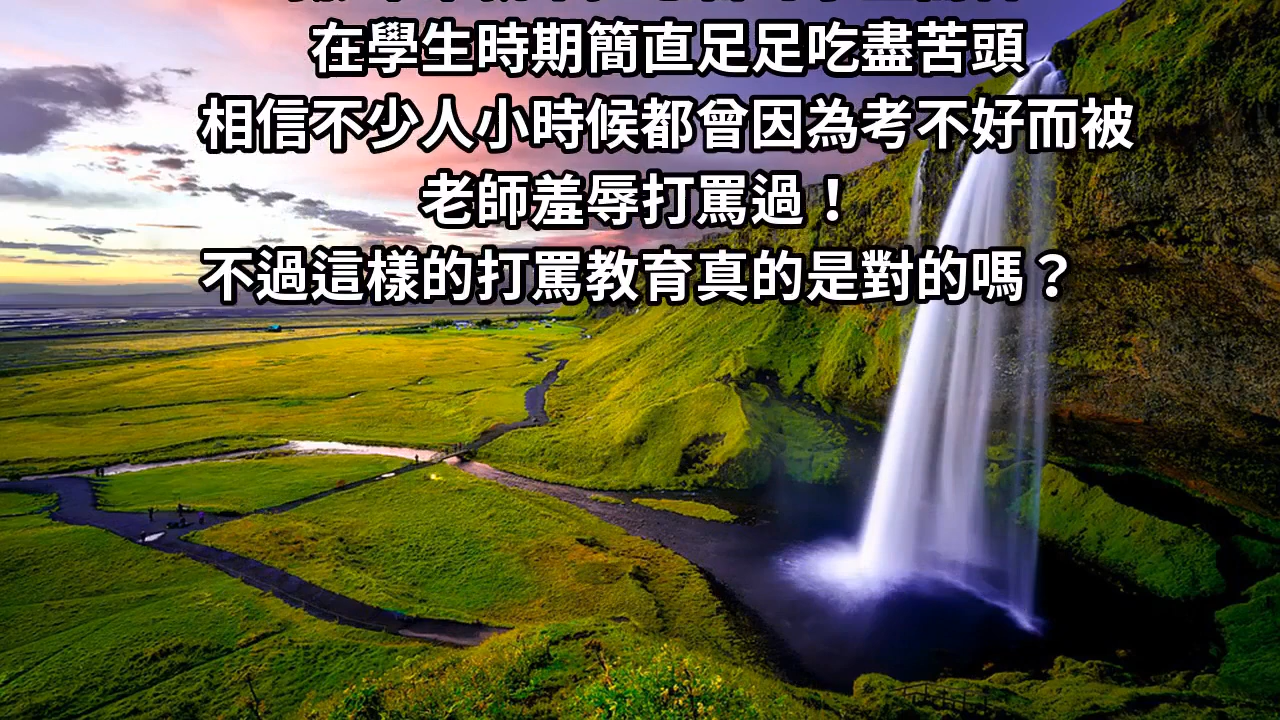 在學生時期簡直足足吃盡苦頭
相信不少人小時候都曾因為考不好而被
老師羞辱打罵過！
不過這樣的打罵教育真的是對的嗎？